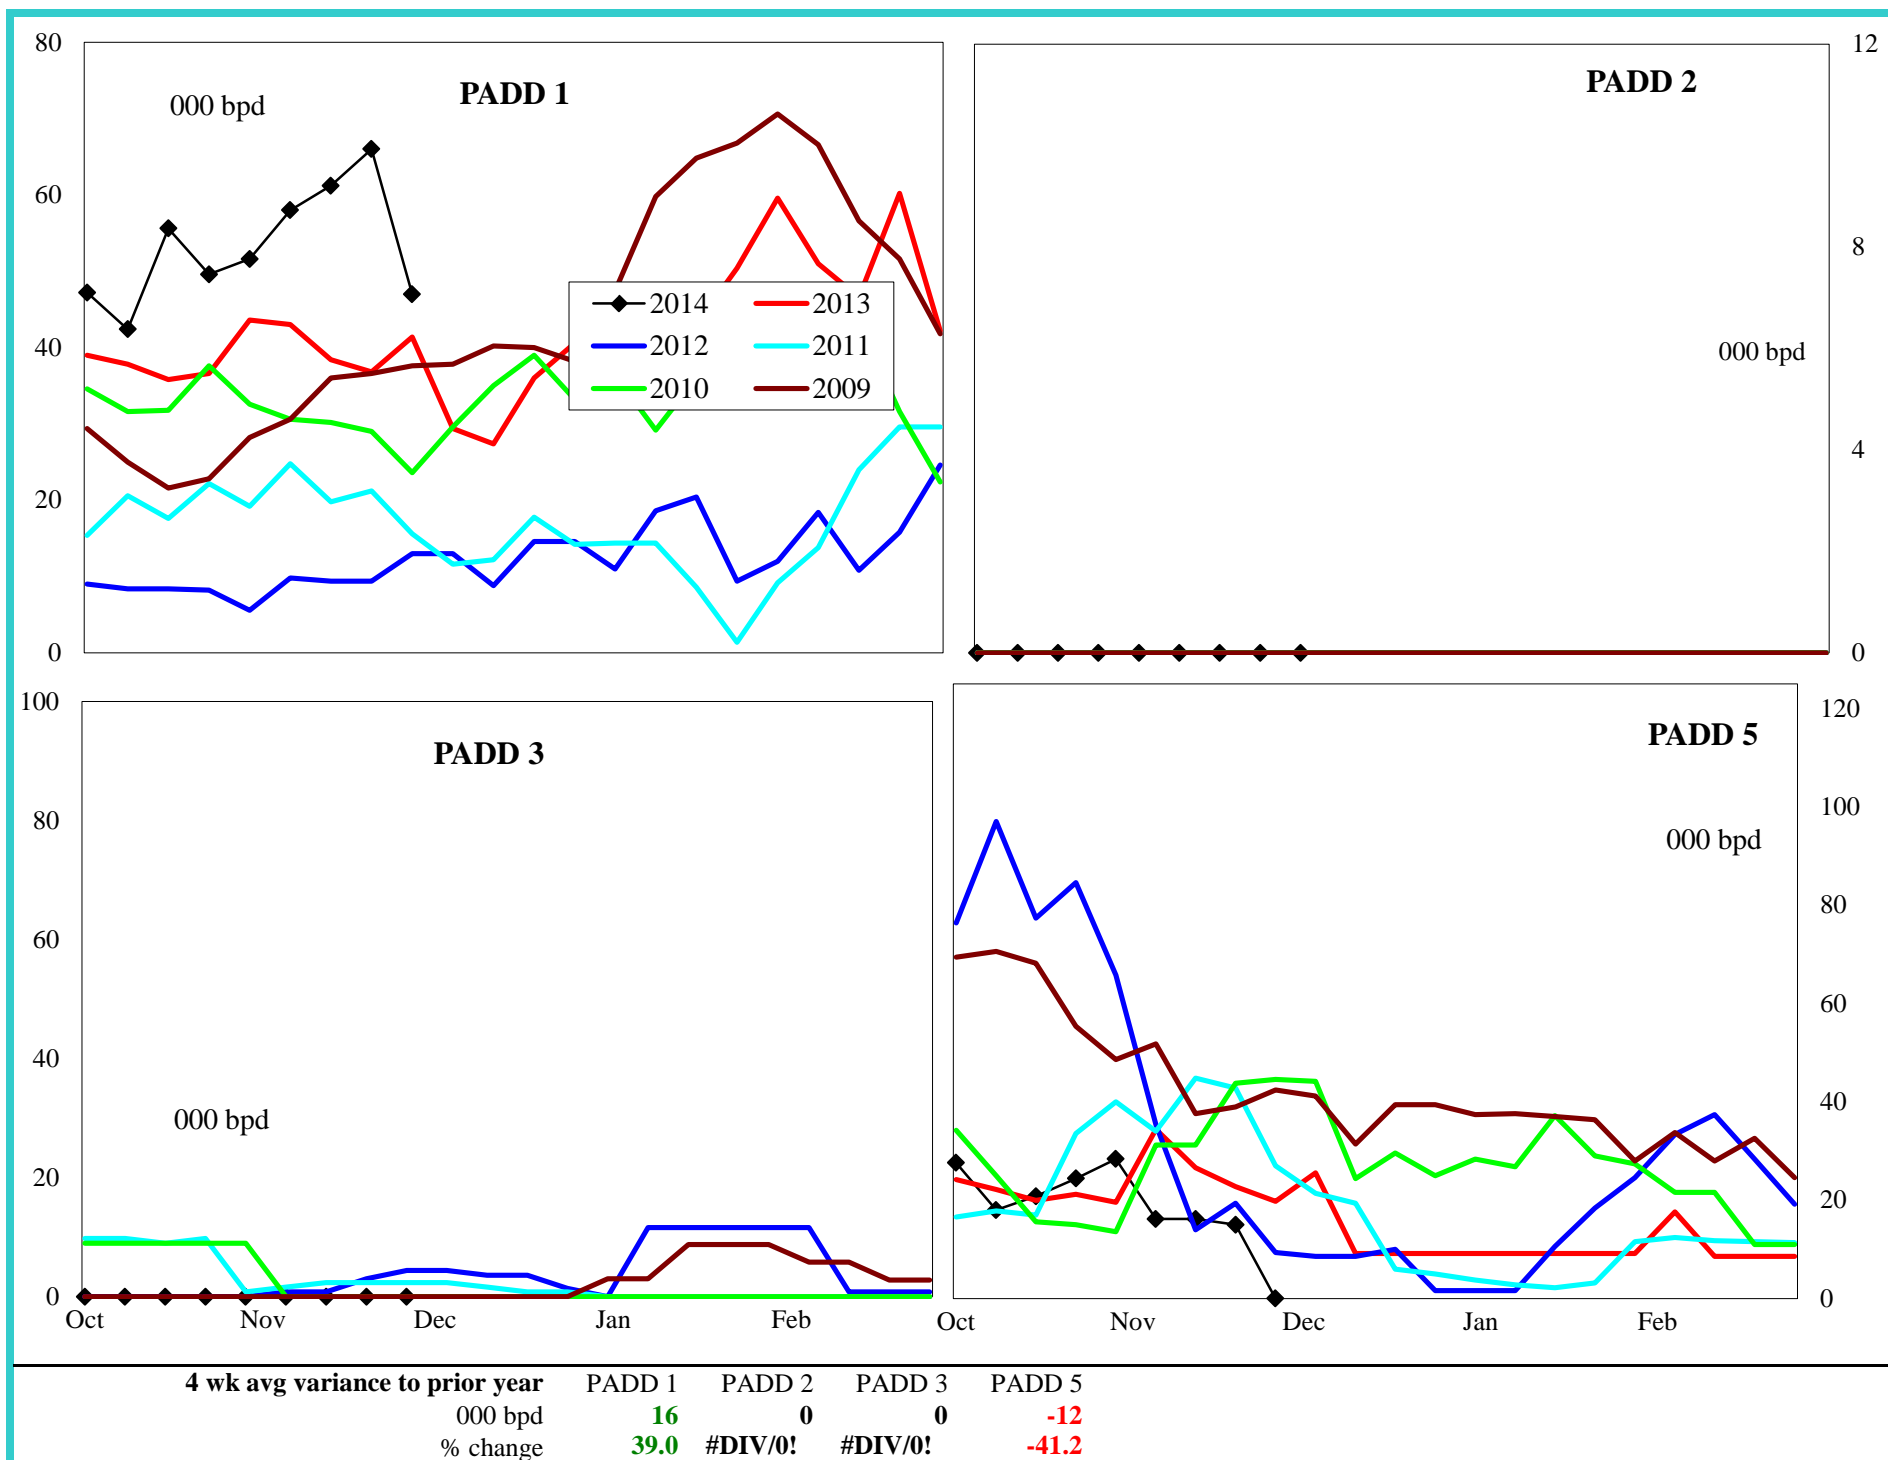 80
60
40
20
0
PADD 1
000 bpd
2014 2013
2012 2011
2010 2009
PADD 2
000 bpd
12
8
4
0
100
80
60
40
20
0
PADD 3
000 bpd
Oct Nov Dec Jan Feb
PADD 5
000 bpd
120
100
80
60
40
20
0
Oct Nov Dec Jan Feb
4 wk avg variance to prior year PADD 1 PADD 2 PADD 3 PADD 5
000 bpd 16 0 0 -12
% change 39.0 #DIV/0! #DIV/0! -41.2